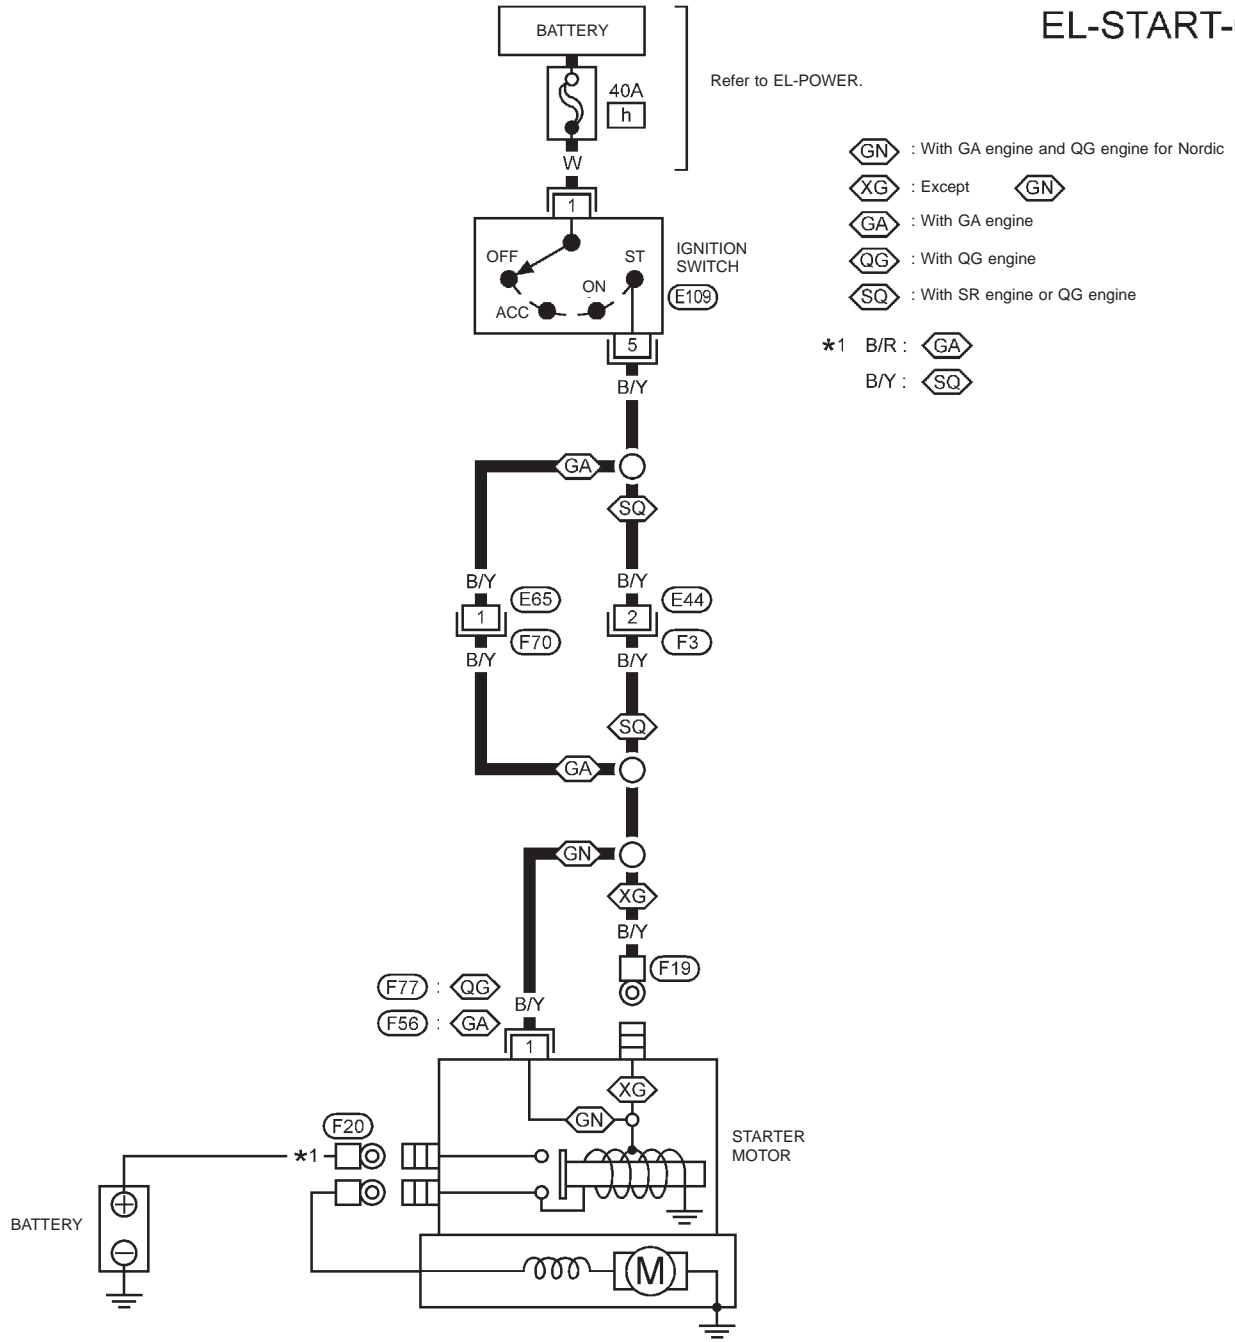 EL-START-
BATTERY
Refer to EL-POWER.
40A
h
W
1
GN : With GA engine and QG engine for Nordic
XG : Except GN
GA : With GA engine
QG : With QG engine
SQ : With SR engine or QG engine
*1 B/R : GA
B/Y : SQ
OFF
ST
ACC
ON
IGNITION
SWITCH
E109
5
B/Y
GA
SQ
B/Y
B/Y
1
E65
2
E44
F70
F3
B/Y
B/Y
SQ
GA
GN
XG
B/Y
F19
F77 : QG
F56 : GA
B/Y
1
XG
GN
F20
*1
STARTER
MOTOR
BATTERY
+
−
M